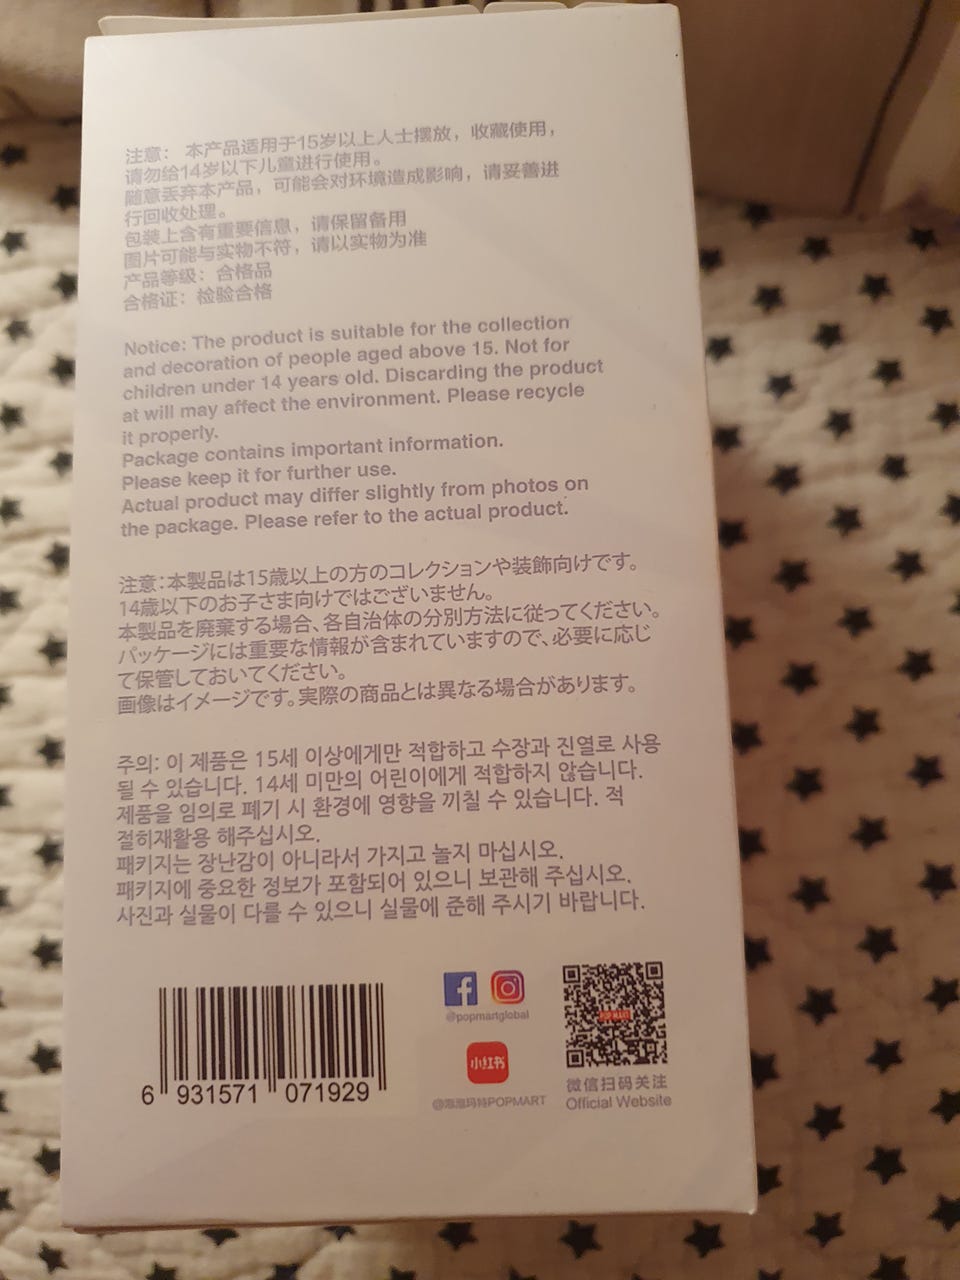 注意： 本产品适用于15岁以上人士摆放，收藏使用，
请勿给14岁以下儿童进行使用。
随意丢弃本产品，可能会对环境造成影响，请妥善进
行回收处理。
包装上含有重要信息，请保留备用
图片可能与实物不符，请以实物为准
产品等级：合格品
合格证：检验合格
Notice: The product is suitable for the collection
and decoration of people aged above 15. Not for
children under 14 years old. Discarding the product
at will may affect the environment. Please recycle
it properly.
Package contains important information.
Please keep it for further use.
Actual product may differ slightly from photos on
the package. Please refer to the actual product.
注意：本製品は15歳以上の方のコレクションや装飾向けです。
14歳以下のお子さま向けではございません。
本製品を廃棄する場合、各自治体の分別方法に従ってください。
パッケージには重要な情報が含まれていますので、必要に応じ
て保管しておいてください。
画像はイメージです。実際の商品とは異なる場合があります。
주의: 이 제품은 15세 이상에게만 적합하고 수장과 진열로 사용
될 수 있습니다. 14세 미만의 어린이에게 적합하지 않습니다.
제품을 임의로 폐기 시 환경에 영향을 끼칠 수 있습니다. 적
절히재활용 해주십시오.
패키지는 장난감이 아니라서 가지고 놀지 마십시오.
패키지에 중요한 정보가 포함되어 있으니 보관해 주십시오.
사진과 실물이 다를 수 있으니 실물에 준해 주시기 바랍니다.
6 931571 071929
@popmartglobal
小红书
@泡泡玛特POPMART
POP MART
微信扫码关注
Official Website